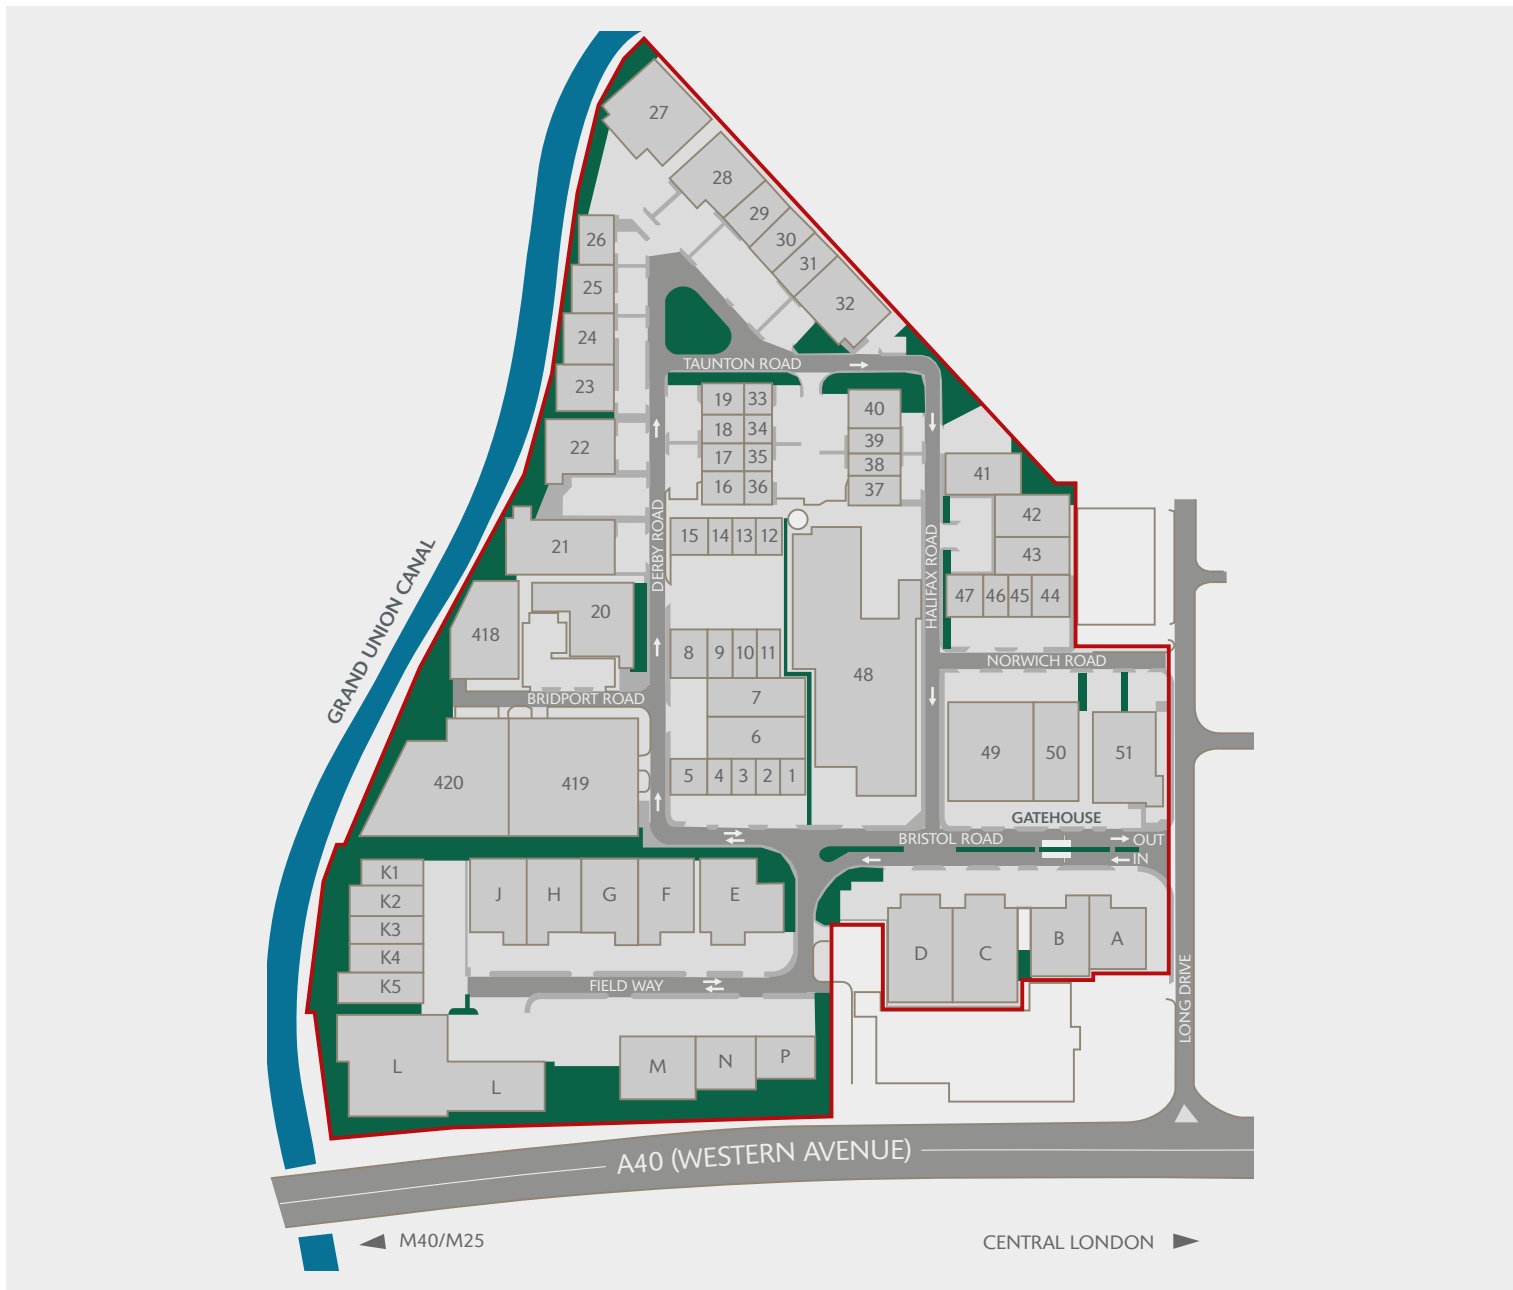 27
28
29
30
31
32
26
25
24
23
22
21
TAUNTON ROAD
19 33
18 34
17 35
16 36
40
39
38
37
41
42
43
47 46 45 44
15 14 13 12
DERBY ROAD
HALIFAX ROAD
GRAND UNION CANAL
418
20
8 9 10 11
7
6
5 4 3 2 1
48
NORWICH ROAD
BRIDPORT ROAD
49 50 51
420 419
GATEHOUSE
BRISTOL ROAD
OUT
IN
K1
K2
K3
K4
K5
J H G F E
D C B A
FIELD WAY
LONG DRIVE
L
L
M N P
A40 (WESTERN AVENUE)
M40/M25
CENTRAL LONDON